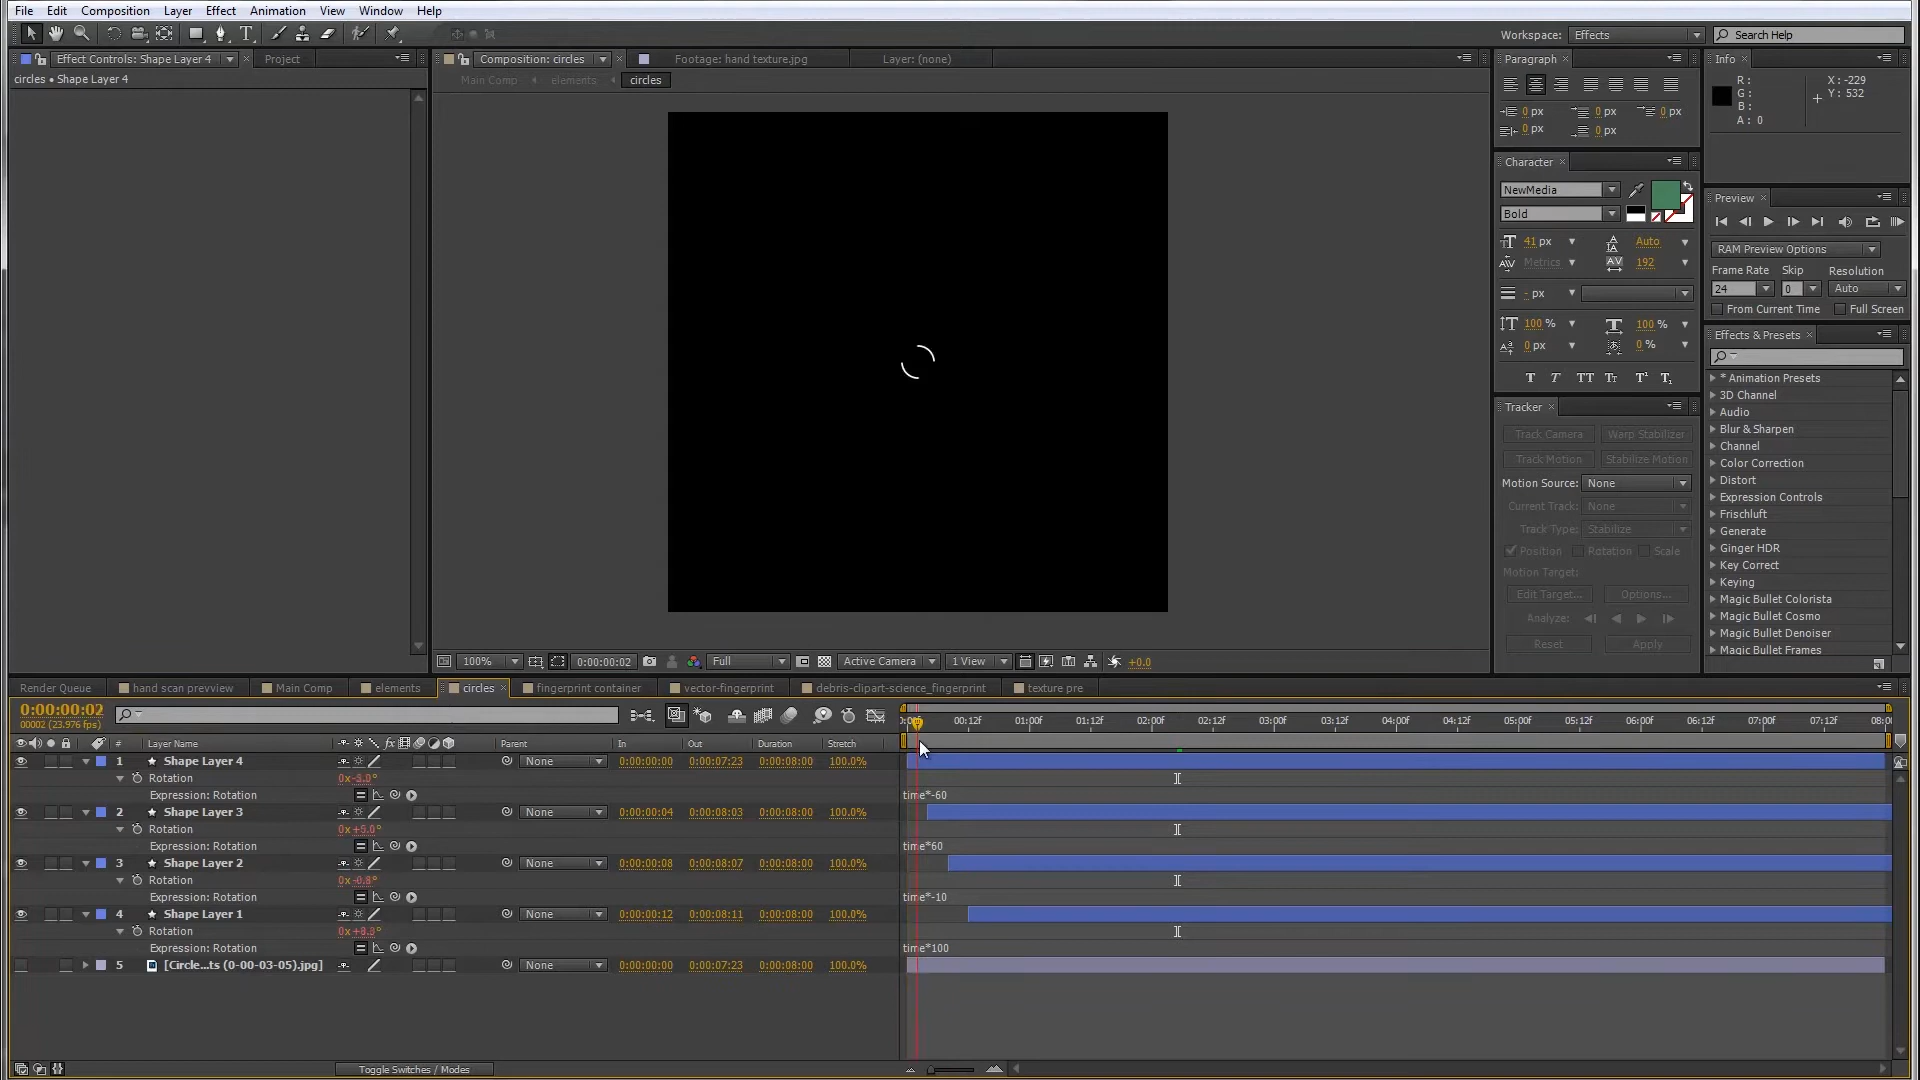 File Edit Composition Layer Effect Animation View Window Help
Workspace: Effects Search Help
Effect Controls: Shape Layer 4 Project
circles • Shape Layer 4
Composition: circles Footage: hand texture.jpg Layer: (none)
Main Comp elements circles
100% 0:00:00:02 Full Active Camera 1 View +0.0
Paragraph
0 px 0 px 0 px
0 px 0 px
Character
NewMedia
Bold
41 px Auto
Metrics 192
- px
100 % 100 %
0 px 0 %
T T TT Tt T¹ T₁
Tracker
Track Camera Warp Stabilizer
Track Motion Stabilize Motion
Motion Source: None
Current Track: None
Track Type: Stabilize
Position Rotation Scale
Motion Target:
Edit Target... Options...
Analyze:
Reset Apply
Info
R : X : -229
G : Y : 532
B :
A : 0
Preview
RAM Preview Options
Frame Rate Skip Resolution
24 0 Auto
From Current Time Full Screen
Effects & Presets
* Animation Presets
3D Channel
Audio
Blur & Sharpen
Channel
Color Correction
Distort
Expression Controls
Frischluft
Generate
Ginger HDR
Key Correct
Keying
Magic Bullet Colorista
Magic Bullet Cosmo
Magic Bullet Denoiser
Magic Bullet Frames
Render Queue hand scan prevview Main Comp elements circles fingerprint container vector-fingerprint debris-clipart-science_fingerprint texture pre
0:00:00:02
00002 (23.976 fps)
00:12f 01:00f 01:12f 02:00f 02:12f 03:00f 03:12f 04:00f 04:12f 05:00f 05:12f 06:00f 06:12f 07:00f 07:12f 08:0
# Layer Name fx Parent In Out Duration Stretch
1 Shape Layer 4 None 0:00:00:00 0:00:07:23 0:00:08:00 100.0%
Rotation 0x-5.0°
Expression: Rotation time*-60
2 Shape Layer 3 None 0:00:00:04 0:00:08:03 0:00:08:00 100.0%
Rotation 0x+5.0°
Expression: Rotation time*60
3 Shape Layer 2 None 0:00:00:08 0:00:08:07 0:00:08:00 100.0%
Rotation 0x-0.8°
Expression: Rotation time*-10
4 Shape Layer 1 None 0:00:00:12 0:00:08:11 0:00:08:00 100.0%
Rotation 0x+8.3°
Expression: Rotation time*100
5 [Circle...ts (0-00-03-05).jpg] None 0:00:00:00 0:00:07:23 0:00:08:00 100.0%
Toggle Switches / Modes